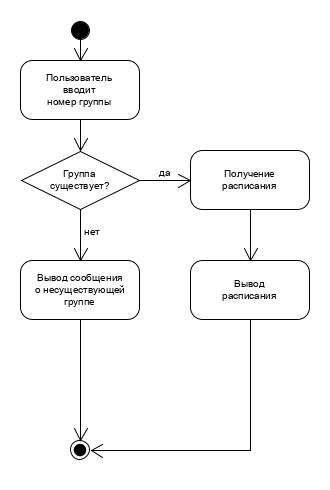 Пользователь
вводит
номер группы
Группа
существует?
да
Получение
расписания
нет
Вывод сообщения
о несуществующей
группе
Вывод
расписания